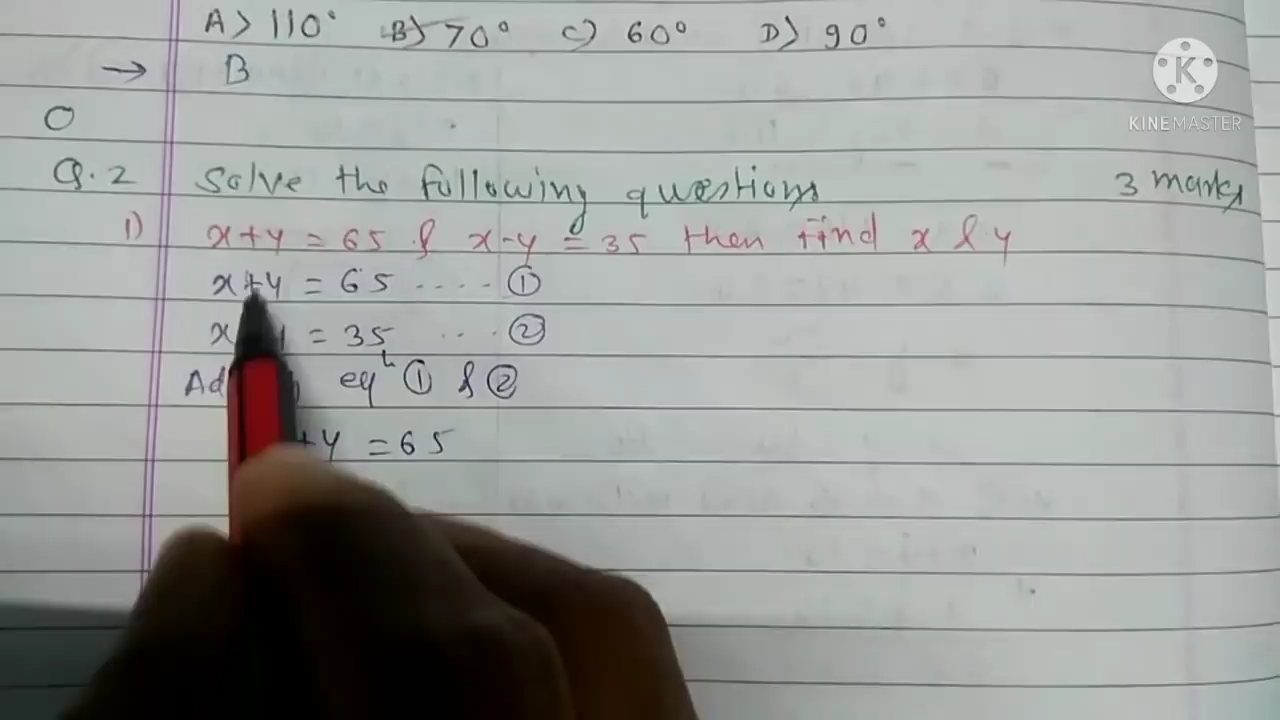 A> 110° B) 70° C) 60° D) 90°
→ B
Q.2 Solve the following questions 3 marks
1) x+y = 65 & x-y = 35 then find x & y
x+y = 65 .... ①
x = 35 ... ②
eqn ① & ②
+y = 65
KINEMASTER